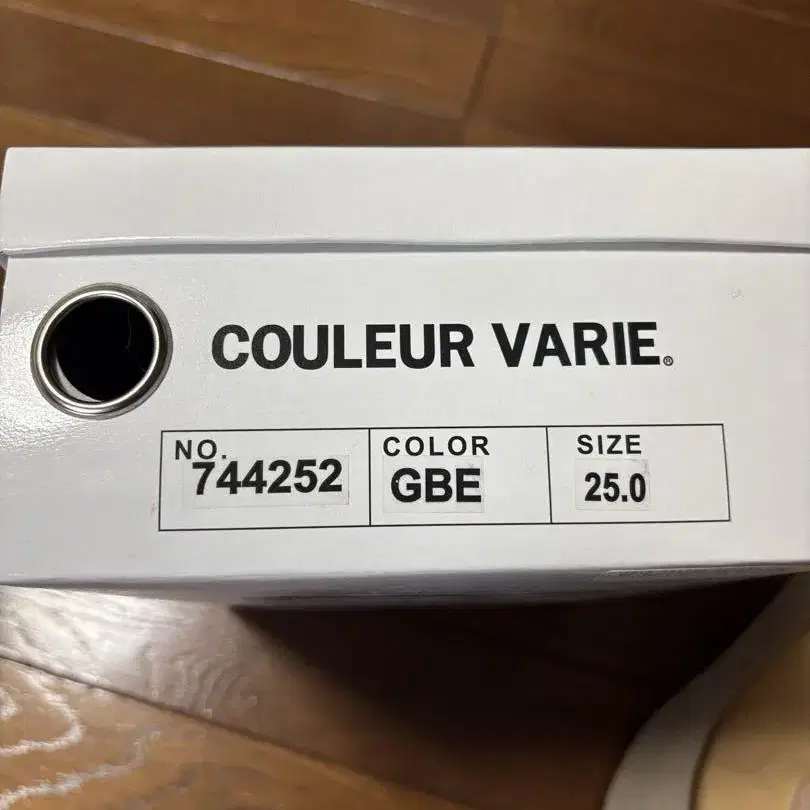 COULEUR VARIE®
NO. COLOR SIZE
744252 GBE 25.0